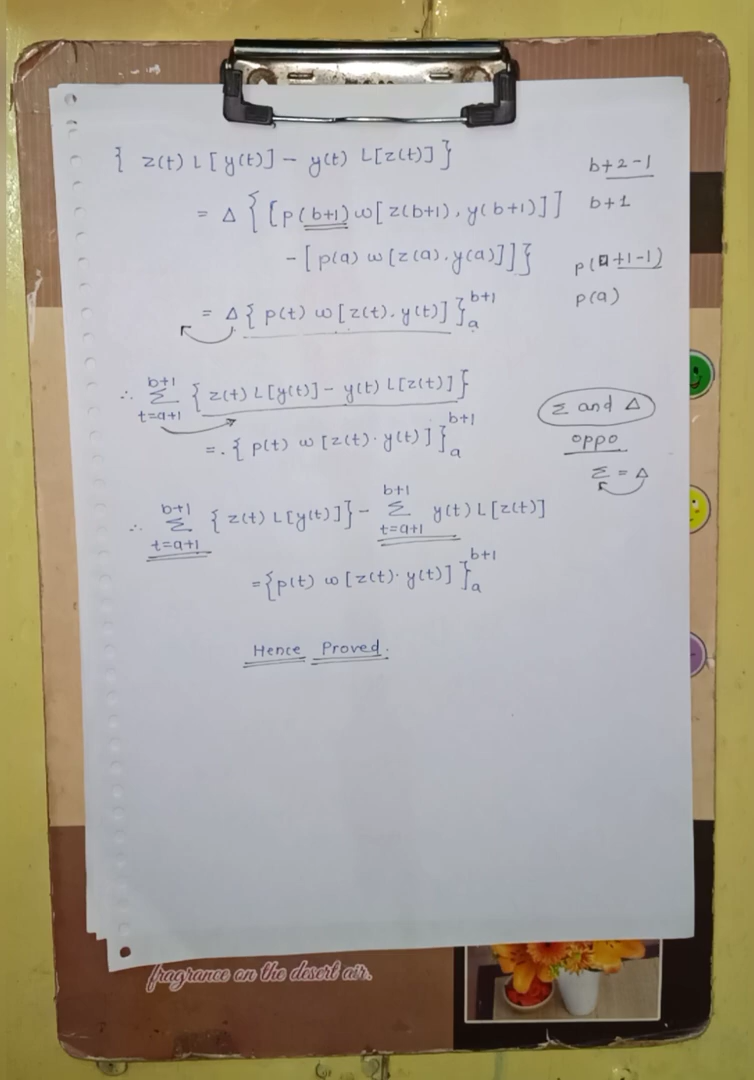 { z(t) L[y(t)] - y(t) L[z(t)] }
= Δ { [p(b+1) w[z(b+1), y(b+1)]]
- [p(a) w[z(a). y(a)]] }
= Δ { p(t) w[z(t). y(t)] }_a^{b+1}
b+2-1
b+1
p(a+1-1)
p(a)
∴ Σ_{t=a+1}^{b+1} { z(t) L[y(t)] - y(t) L[z(t)] }
= . { p(t) w [z(t). y(t)] }_a^{b+1}
Σ and Δ
oppo
Σ = Δ
∴ Σ_{t=a+1}^{b+1} { z(t) L[y(t)] } - Σ_{t=a+1}^{b+1} y(t) L[z(t)]
= {p(t) w [z(t). y(t)] }_a^{b+1}
Hence Proved.
fragrance on the desert air.